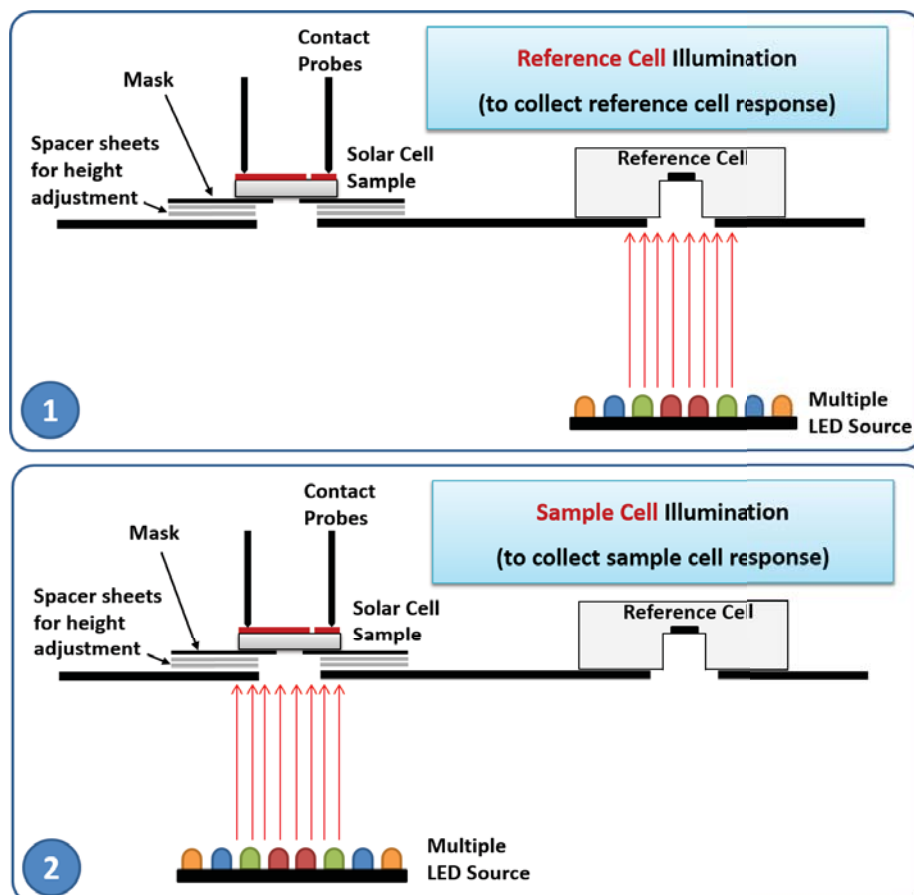 Contact
Probes
Reference Cell Illumination
(to collect reference cell response)
Mask
Spacer sheets
for height
adjustment
Solar Cell
Sample
Reference Cell
1
Multiple
LED Source
Contact
Probes
Sample Cell Illumination
(to collect sample cell response)
Mask
Spacer sheets
for height
adjustment
Solar Cell
Sample
Reference Cell
2
Multiple
LED Source